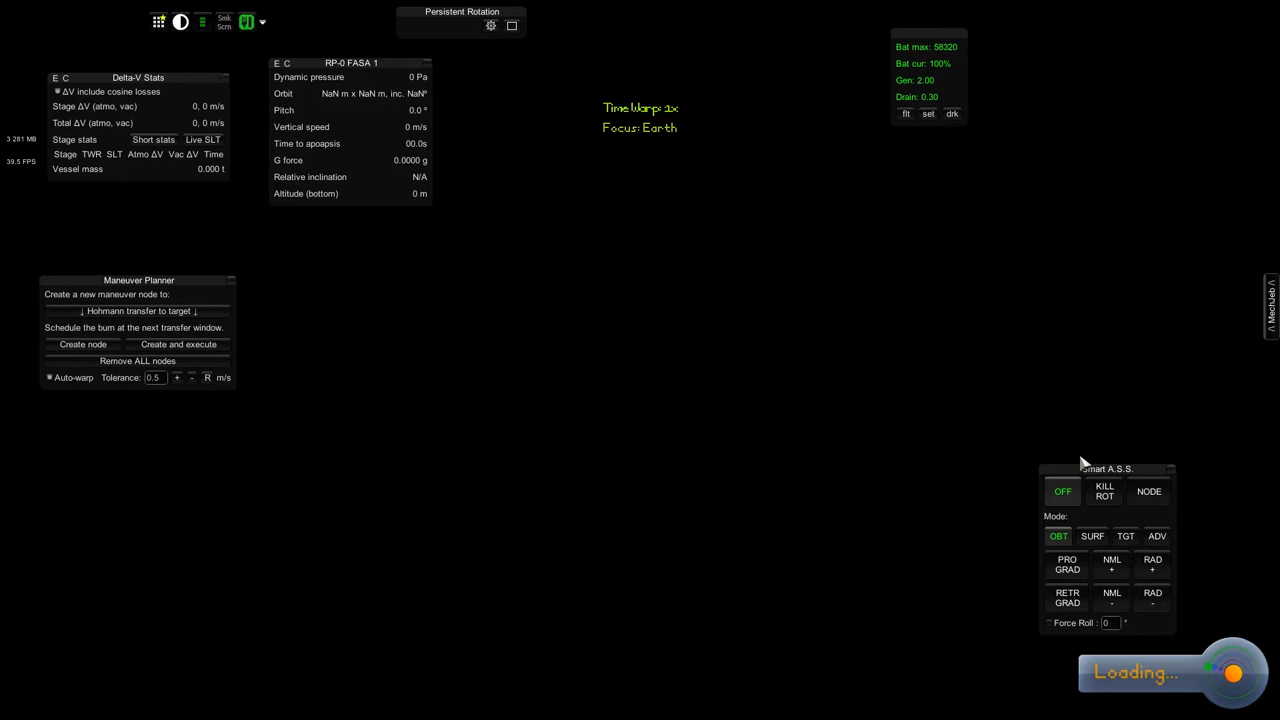 Smk
Scrn
Persistent Rotation
E C Delta-V Stats
ΔV include cosine losses
Stage ΔV (atmo, vac) 0, 0 m/s
Total ΔV (atmo, vac) 0, 0 m/s
Stage stats Short stats Live SLT
Stage TWR SLT Atmo ΔV Vac ΔV Time
Vessel mass 0.000 t
3 281 MB
39.5 FPS
E C RP-0 FASA 1
Dynamic pressure 0 Pa
Orbit NaN m x NaN m, inc. NaNº
Pitch 0.0 º
Vertical speed 0 m/s
Time to apoapsis 00.0s
G force 0.0000 g
Relative inclination N/A
Altitude (bottom) 0 m
Time Warp: 1x
Focus: Earth
Bat max: 58320
Bat cur: 100%
Gen: 2.00
Drain: 0.30
flt set drk
Maneuver Planner
Create a new maneuver node to:
↓ Hohmann transfer to target ↓
Schedule the burn at the next transfer window.
Create node Create and execute
Remove ALL nodes
Auto-warp Tolerance: 0.5 + - R m/s
/\ MechJeb /\
Smart A.S.S.
OFF KILL ROT NODE
Mode:
OBT SURF TGT ADV
PRO GRAD NML + RAD +
RETR GRAD NML - RAD -
Force Roll : 0 °
Loading...